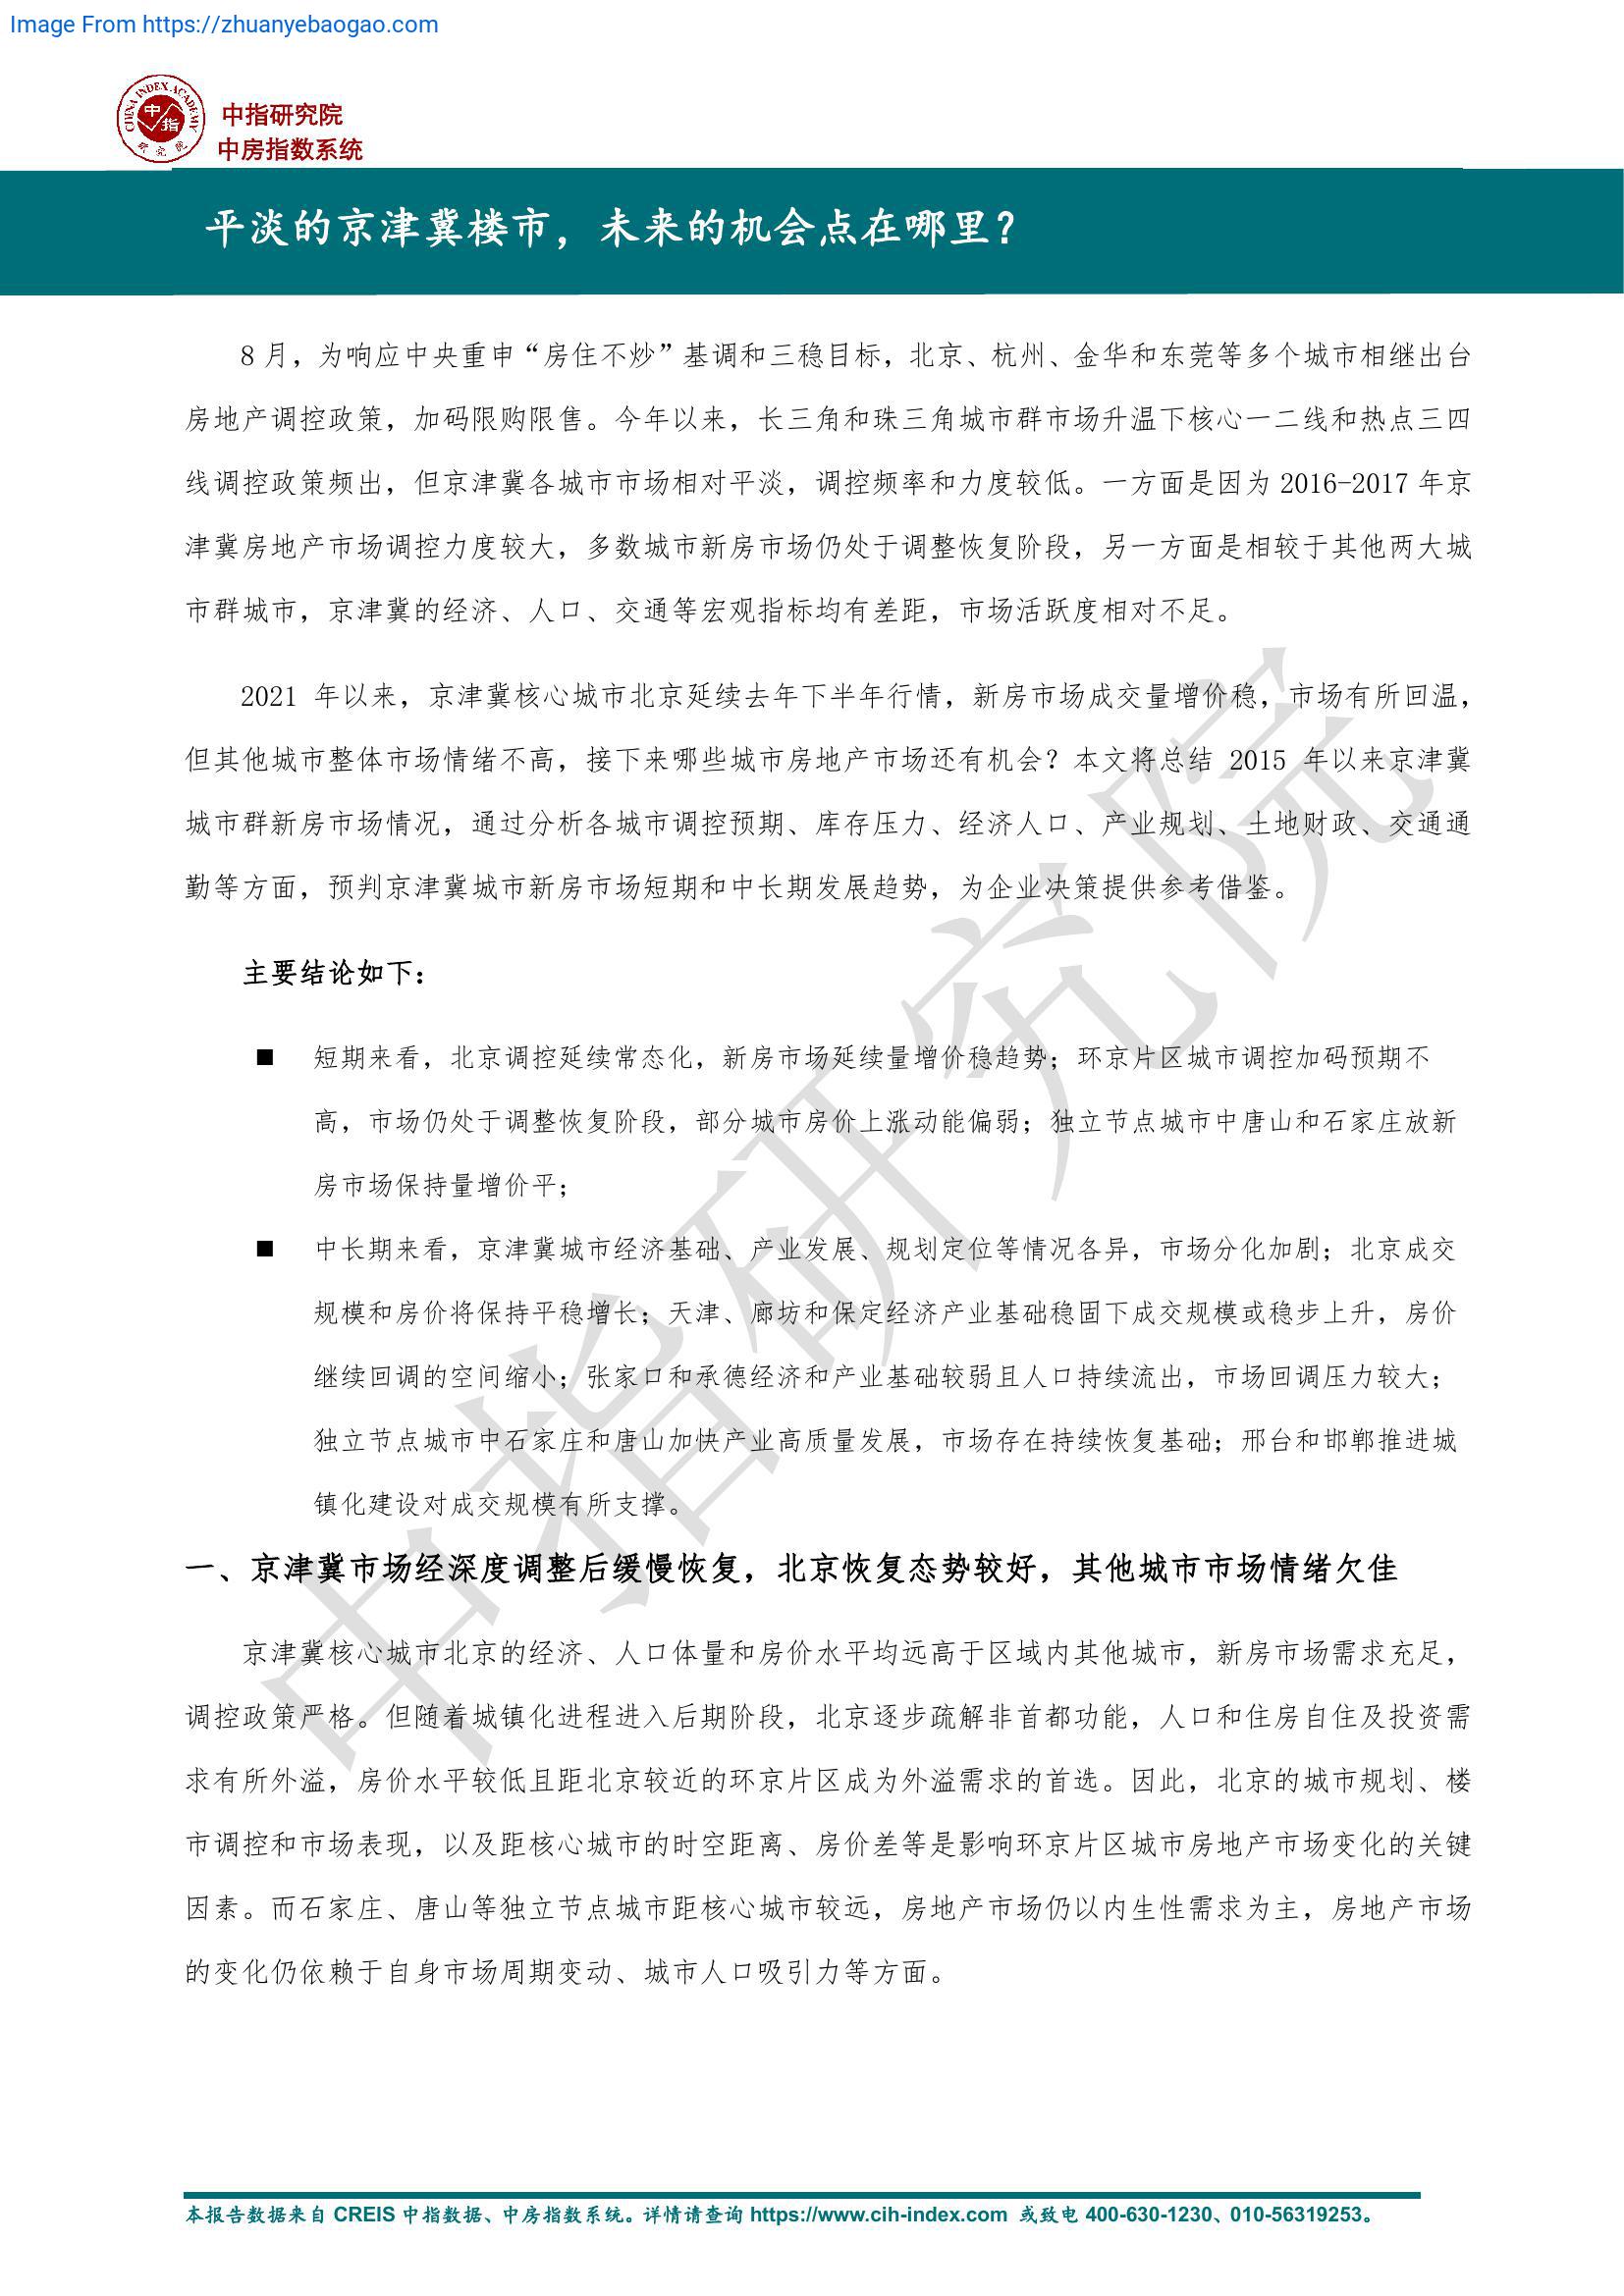 Image From https://zhuanyebaogao.com
CHINA INDEX ACADEMY
中指
研究院
中指研究院
中房指数系统
平淡的京津冀楼市，未来的机会点在哪里？
8 月，为响应中央重申“房住不炒”基调和三稳目标，北京、杭州、金华和东莞等多个城市相继出台
房地产调控政策，加码限购限售。今年以来，长三角和珠三角城市群市场升温下核心一二线和热点三四
线调控政策频出，但京津冀各城市市场相对平淡，调控频率和力度较低。一方面是因为 2016-2017 年京
津冀房地产市场调控力度较大，多数城市新房市场仍处于调整恢复阶段，另一方面是相较于其他两大城
市群城市，京津冀的经济、人口、交通等宏观指标均有差距，市场活跃度相对不足。
2021 年以来，京津冀核心城市北京延续去年下半年行情，新房市场成交量增价稳，市场有所回温，
但其他城市整体市场情绪不高，接下来哪些城市房地产市场还有机会？本文将总结 2015 年以来京津冀
城市群新房市场情况，通过分析各城市调控预期、库存压力、经济人口、产业规划、土地财政、交通通
勤等方面，预判京津冀城市新房市场短期和中长期发展趋势，为企业决策提供参考借鉴。
主要结论如下：
■ 短期来看，北京调控延续常态化，新房市场延续量增价稳趋势；环京片区城市调控加码预期不
高，市场仍处于调整恢复阶段，部分城市房价上涨动能偏弱；独立节点城市中唐山和石家庄放新
房市场保持量增价平；
■ 中长期来看，京津冀城市经济基础、产业发展、规划定位等情况各异，市场分化加剧；北京成交
规模和房价将保持平稳增长；天津、廊坊和保定经济产业基础稳固下成交规模或稳步上升，房价
继续回调的空间缩小；张家口和承德经济和产业基础较弱且人口持续流出，市场回调压力较大；
独立节点城市中石家庄和唐山加快产业高质量发展，市场存在持续恢复基础；邢台和邯郸推进城
镇化建设对成交规模有所支撑。
一、京津冀市场经深度调整后缓慢恢复，北京恢复态势较好，其他城市市场情绪欠佳
京津冀核心城市北京的经济、人口体量和房价水平均远高于区域内其他城市，新房市场需求充足，
调控政策严格。但随着城镇化进程进入后期阶段，北京逐步疏解非首都功能，人口和住房自住及投资需
求有所外溢，房价水平较低且距北京较近的环京片区成为外溢需求的首选。因此，北京的城市规划、楼
市调控和市场表现，以及距核心城市的时空距离、房价差等是影响环京片区城市房地产市场变化的关键
因素。而石家庄、唐山等独立节点城市距核心城市较远，房地产市场仍以内生性需求为主，房地产市场
的变化仍依赖于自身市场周期变动、城市人口吸引力等方面。
中指研究院
本报告数据来自 CREIS 中指数据、中房指数系统。详情请查询 https://www.cih-index.com 或致电 400-630-1230、010-56319253。